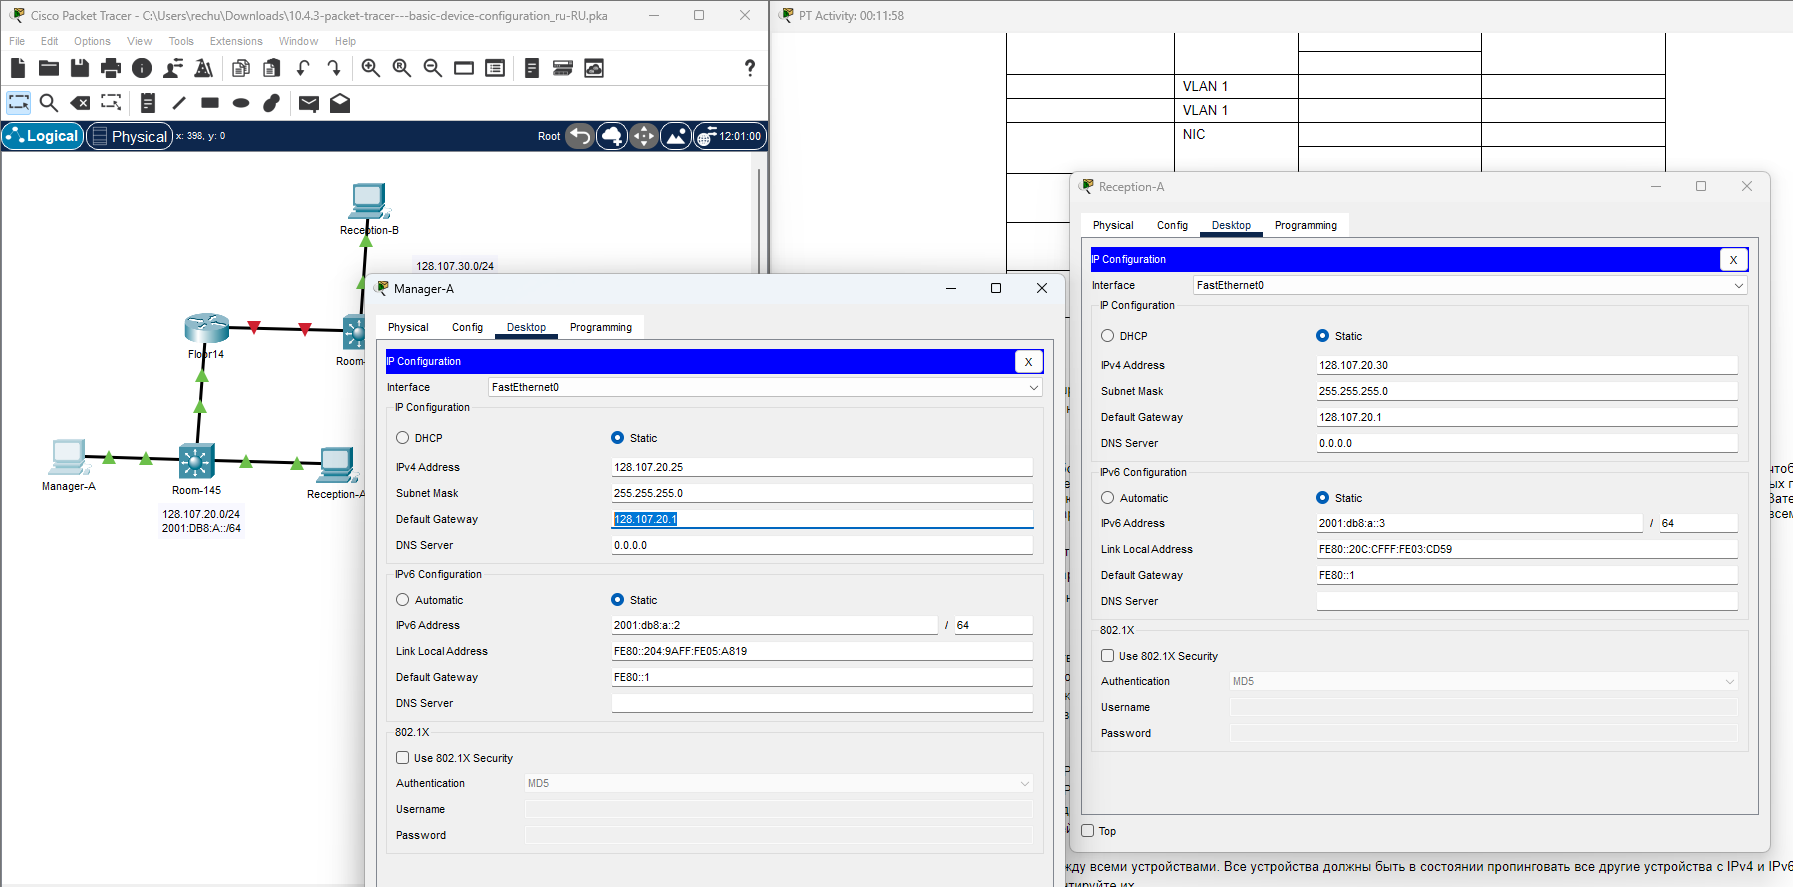 Cisco Packet Tracer - C:\Users\rechu\Downloads\10.4.3-packet-tracer---basic-device-configuration_ru-RU.pka
File Edit Options View Tools Extensions Window Help
Logical Physical x: 398, y: 0 Root 12:01:00
Reception-B
128.107.30.0/24
Floor14
Room-
Manager-A
Room-145
Reception-A
128.107.20.0/24
2001:DB8:A::/64
PT Activity: 00:11:58
VLAN 1
VLAN 1
NIC
Manager-A
Physical Config Desktop Programming
IP Configuration X
Interface FastEthernet0
IP Configuration
DHCP Static
IPv4 Address 128.107.20.25
Subnet Mask 255.255.255.0
Default Gateway 128.107.20.1
DNS Server 0.0.0.0
IPv6 Configuration
Automatic Static
IPv6 Address 2001:db8:a::2 / 64
Link Local Address FE80::204:9AFF:FE05:A819
Default Gateway FE80::1
DNS Server
802.1X
Use 802.1X Security
Authentication MD5
Username
Password
Reception-A
Physical Config Desktop Programming
IP Configuration X
Interface FastEthernet0
IP Configuration
DHCP Static
IPv4 Address 128.107.20.30
Subnet Mask 255.255.255.0
Default Gateway 128.107.20.1
DNS Server 0.0.0.0
IPv6 Configuration
Automatic Static
IPv6 Address 2001:db8:a::3 / 64
Link Local Address FE80::20C:CFFF:FE03:CD59
Default Gateway FE80::1
DNS Server
802.1X
Use 802.1X Security
Authentication MD5
Username
Password
Top
жду всеми устройствами. Все устройства должны быть в состоянии пропинговать все другие устройства с IPv4 и IPv6
нтируйте их.